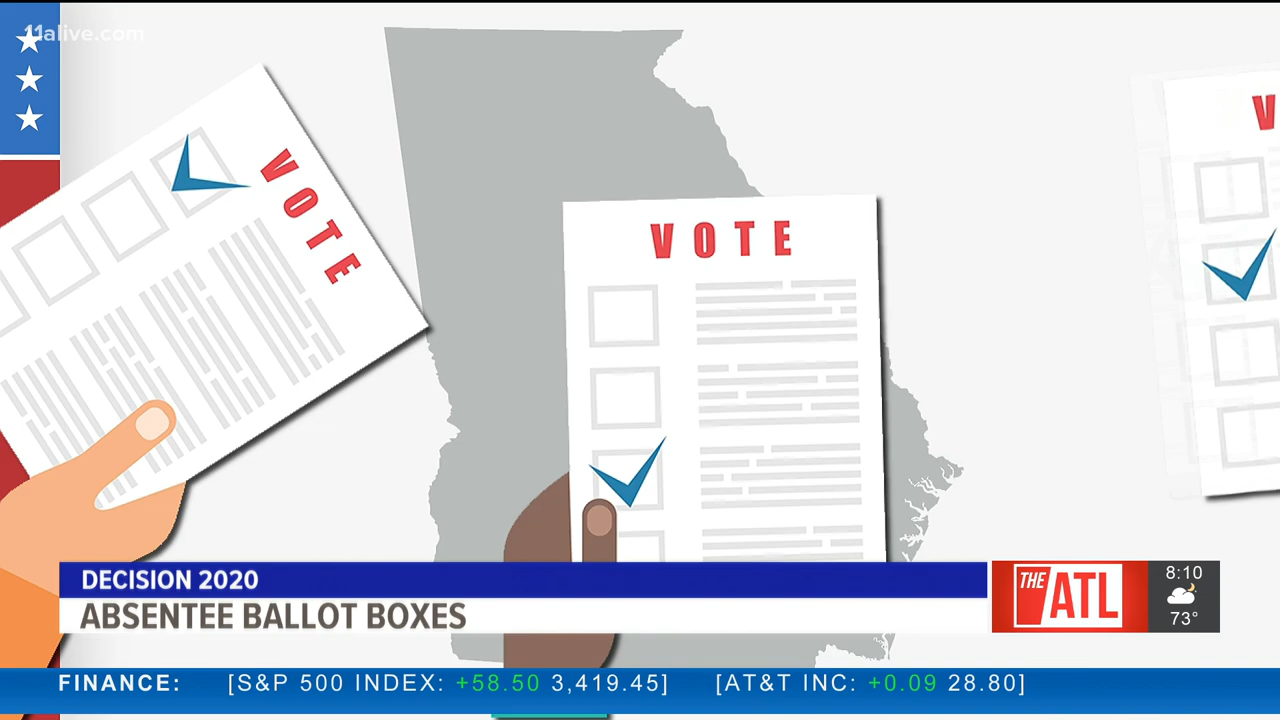 11alive.com
VOTE
VOTE
V
DECISION 2020
ABSENTEE BALLOT BOXES
THE ATL
8:10
73°
FINANCE: [S&P 500 INDEX: +58.50 3,419.45] [AT&T INC: +0.09 28.80]